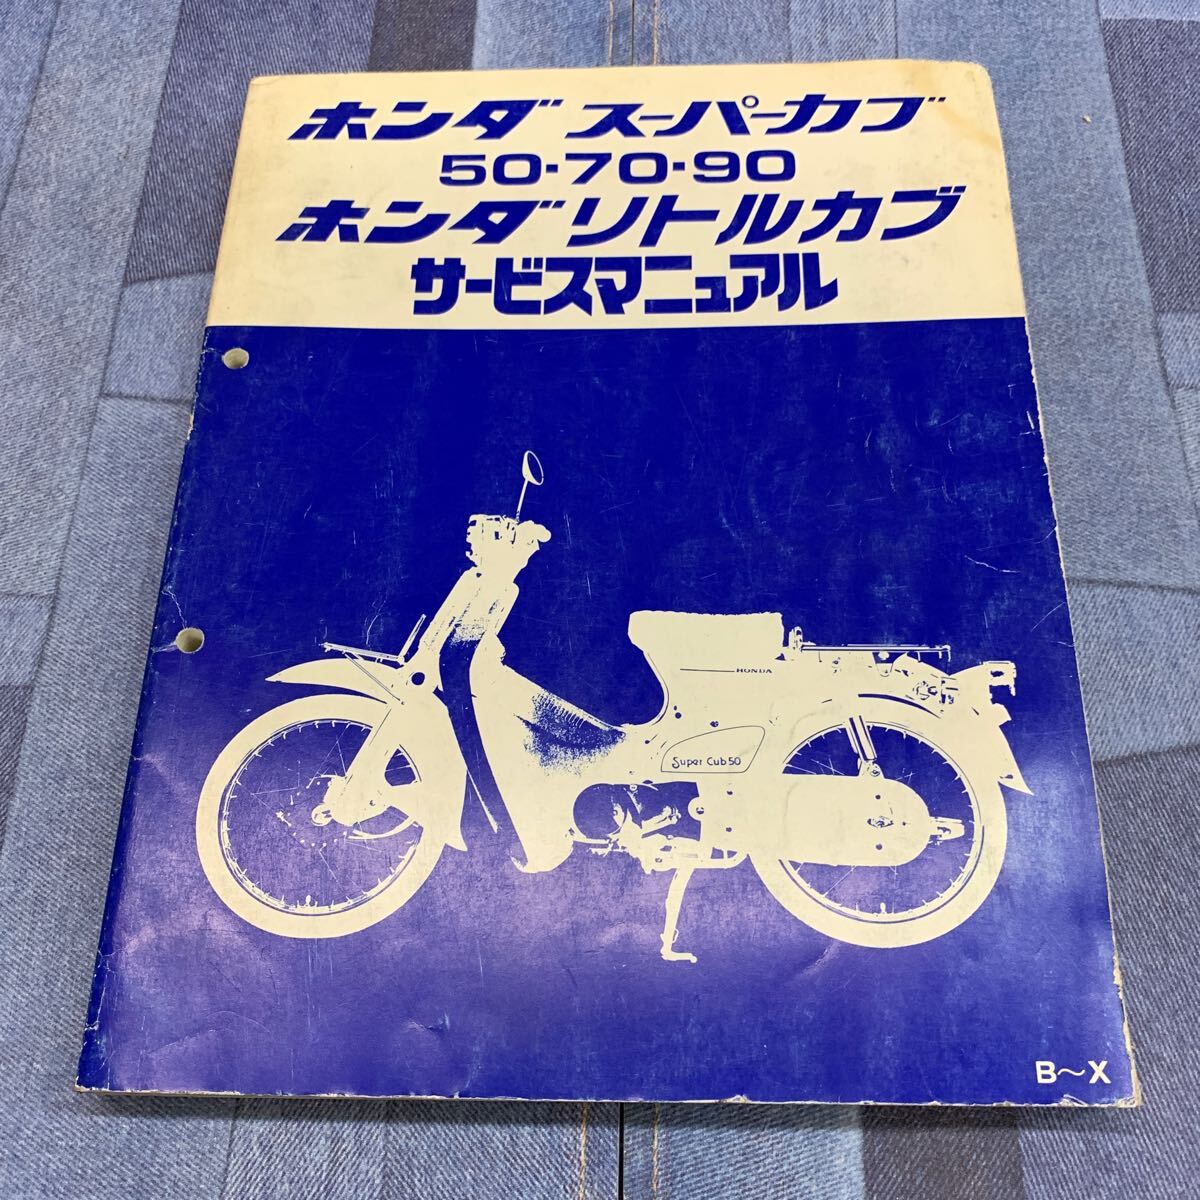 ホンダ スーパーカブ
50·70·90
ホンダ リトルカブ
サービスマニュアル
HONDA
Super Cub 50
B～X